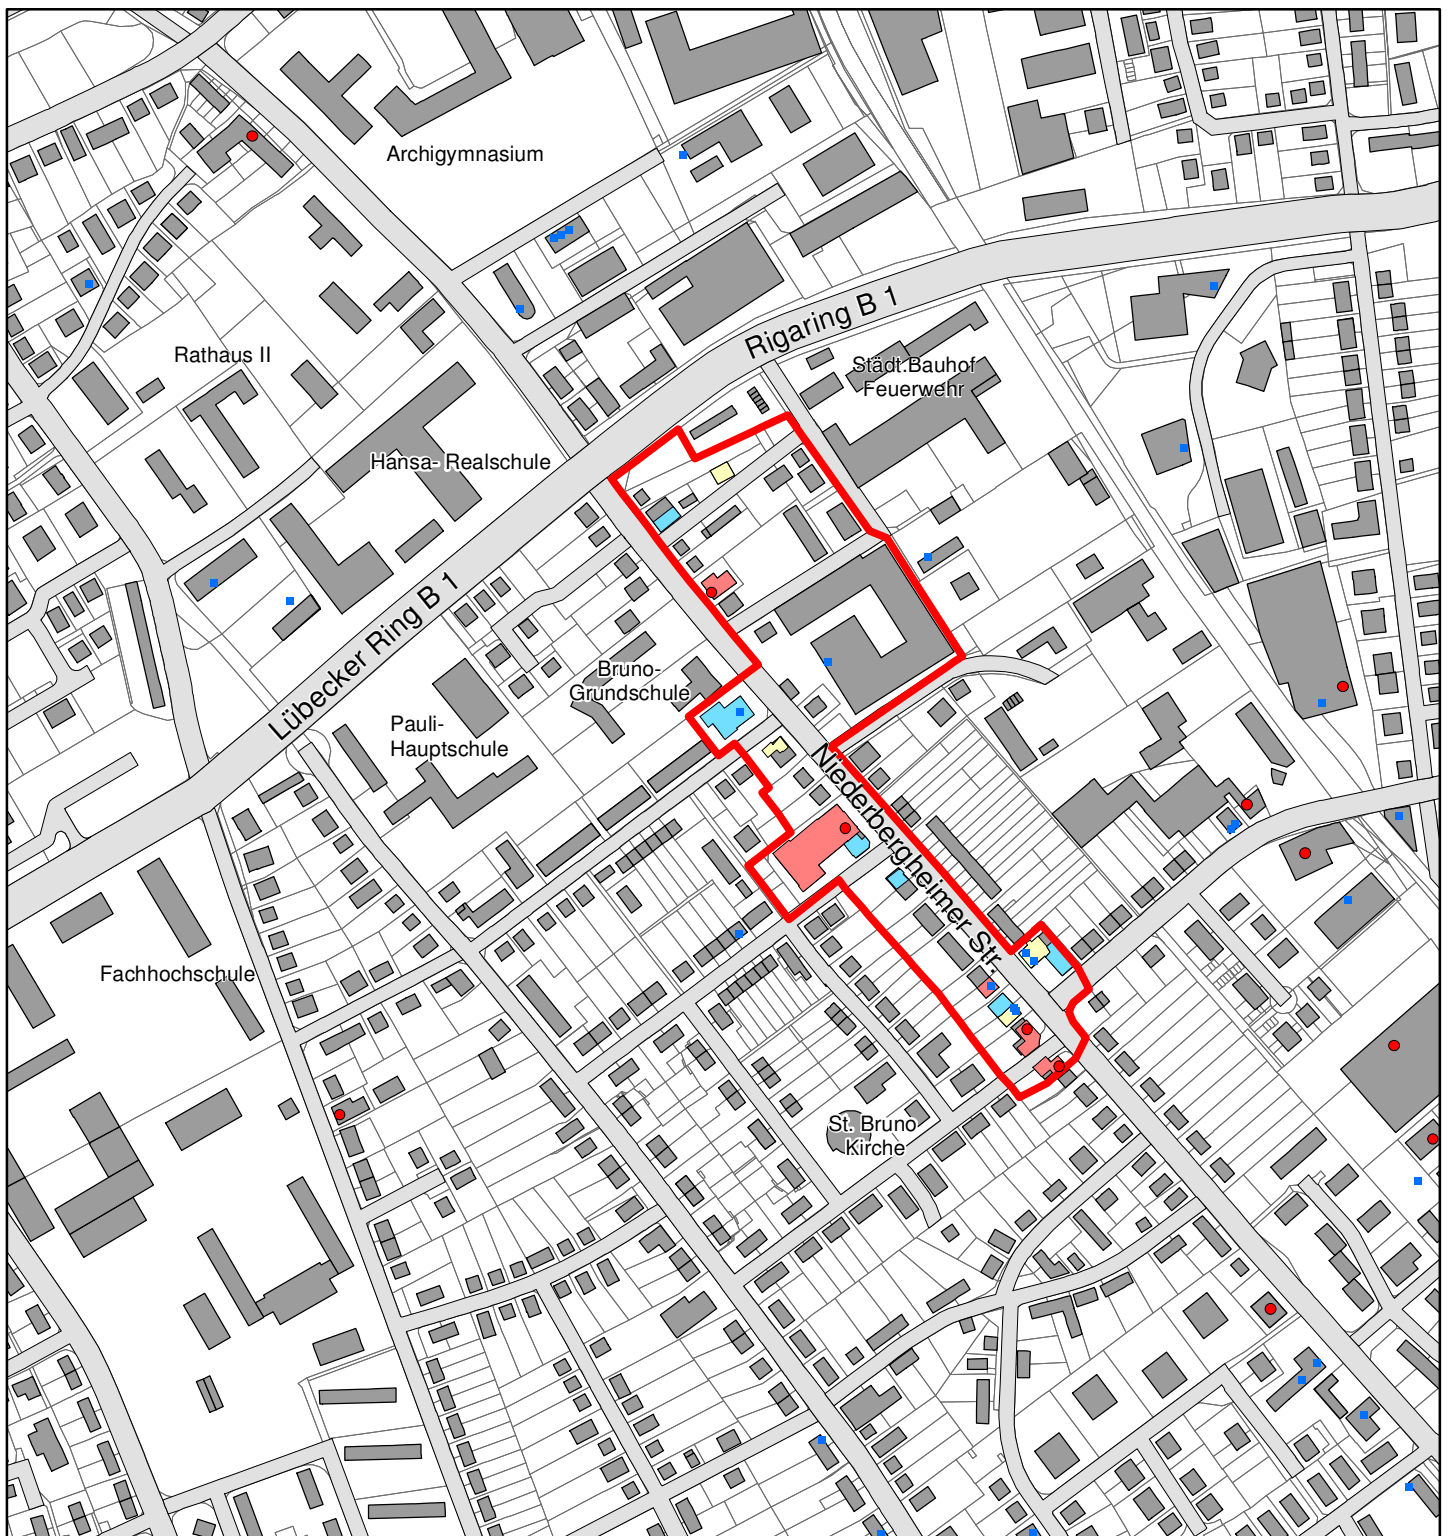 Archigymnasium
Rigaring B 1
Rathaus II
Städt.Bauhof
Feuerwehr
Hansa- Realschule
Lübecker Ring B 1
Bruno-
Grundschule
Pauli-
Hauptschule
Niederbergheimer Str.
Fachhochschule
St. Bruno
Kirche